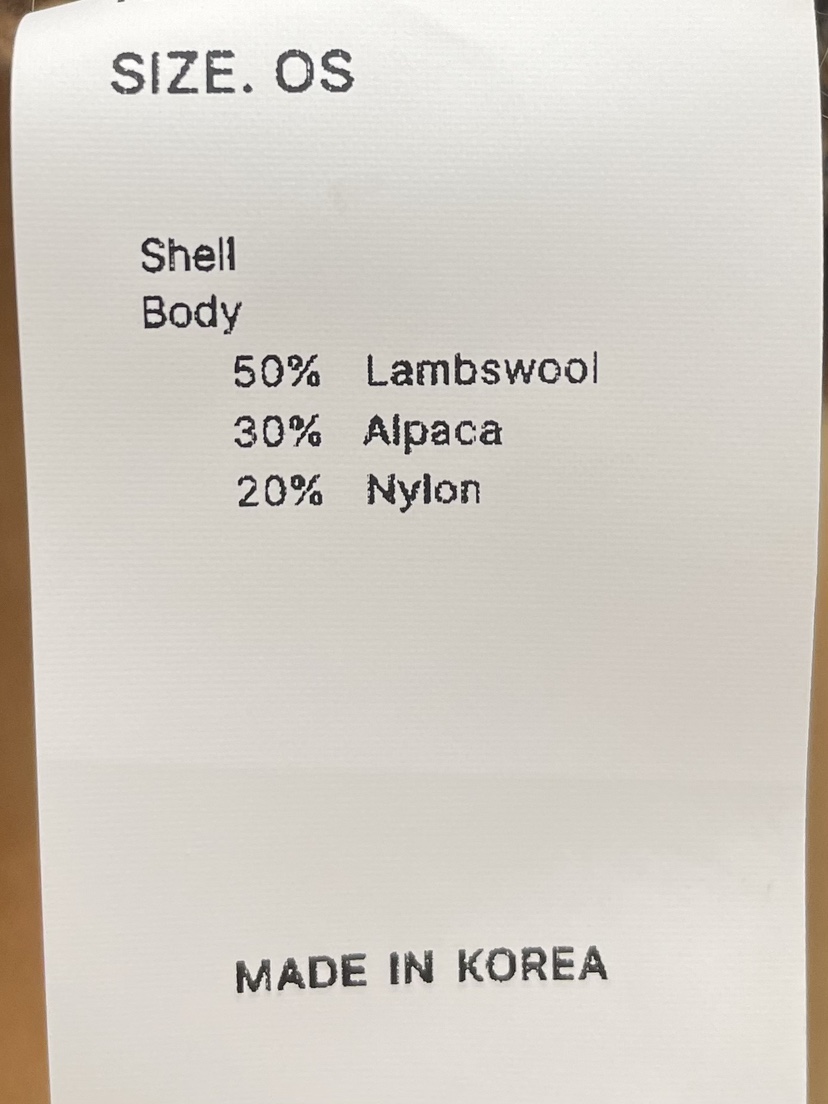 SIZE. OS
Shell
Body
50% Lambswool
30% Alpaca
20% Nylon
MADE IN KOREA